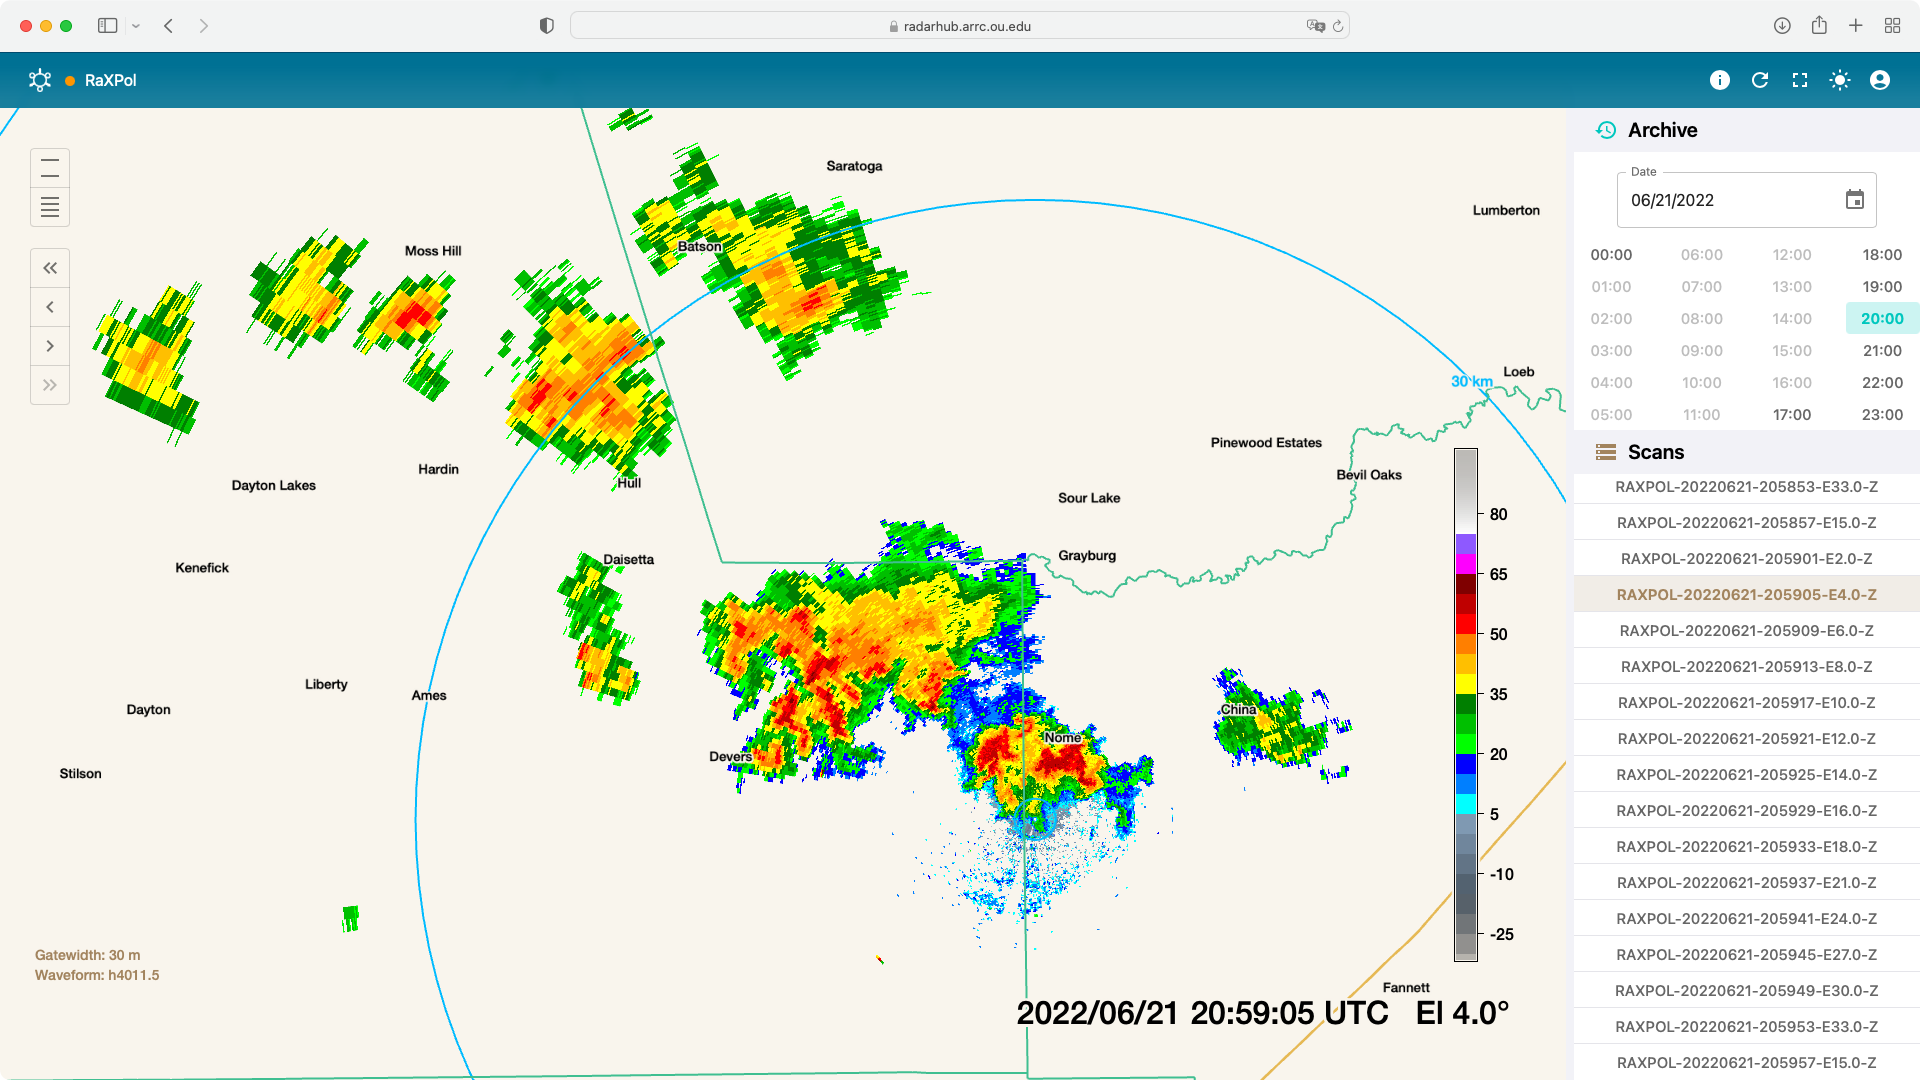 radarhub.arrc.ou.edu
RaXPol
Archive
Date
06/21/2022
00:00 06:00 12:00 18:00
01:00 07:00 13:00 19:00
02:00 08:00 14:00 20:00
03:00 09:00 15:00 21:00
04:00 10:00 16:00 22:00
05:00 11:00 17:00 23:00
Scans
RAXPOL-20220621-205853-E33.0-Z
RAXPOL-20220621-205857-E15.0-Z
RAXPOL-20220621-205901-E2.0-Z
RAXPOL-20220621-205905-E4.0-Z
RAXPOL-20220621-205909-E6.0-Z
RAXPOL-20220621-205913-E8.0-Z
RAXPOL-20220621-205917-E10.0-Z
RAXPOL-20220621-205921-E12.0-Z
RAXPOL-20220621-205925-E14.0-Z
RAXPOL-20220621-205929-E16.0-Z
RAXPOL-20220621-205933-E18.0-Z
RAXPOL-20220621-205937-E21.0-Z
RAXPOL-20220621-205941-E24.0-Z
RAXPOL-20220621-205945-E27.0-Z
RAXPOL-20220621-205949-E30.0-Z
RAXPOL-20220621-205953-E33.0-Z
RAXPOL-20220621-205957-E15.0-Z
Saratoga
Lumberton
Batson
Moss Hill
Loeb
30 km
Pinewood Estates
Hardin
Bevil Oaks
Hull
Dayton Lakes
Sour Lake
Grayburg
Daisetta
Kenefick
Liberty
Ames
Dayton
China
Nome
Devers
Stilson
Fannett
80
65
50
35
20
5
-10
-25
Gatewidth: 30 m
Waveform: h4011.5
2022/06/21 20:59:05 UTC El 4.0°